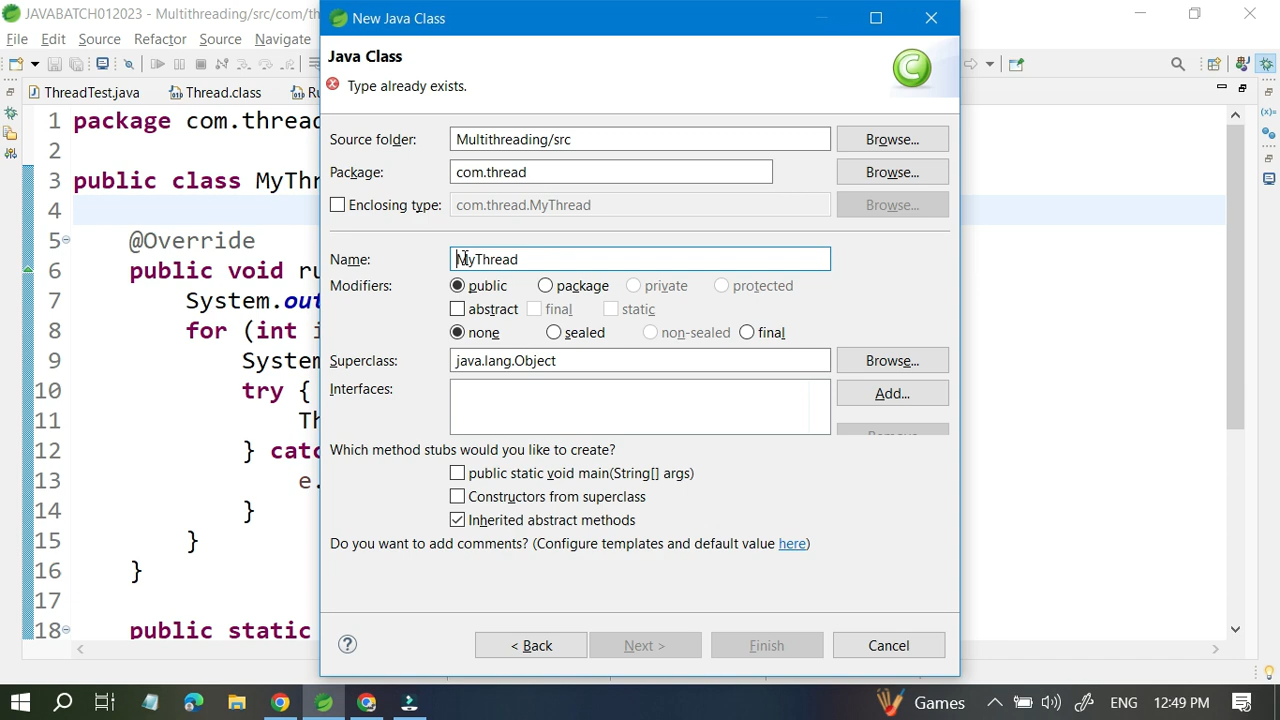 JAVABATCH012023 - Multithreading/src/com/th
New Java Class
File Edit Source Refactor Source Navigate
Java Class
Type already exists.
ThreadTest.java Thread.class
Source folder: Multithreading/src Browse...
Package: com.thread Browse...
Enclosing type: com.thread.MyThread Browse...
Name: MyThread
Modifiers: public package private protected
abstract final static
none sealed non-sealed final
Superclass: java.lang.Object Browse...
Interfaces: Add...
Which method stubs would you like to create?
public static void main(String[] args)
Constructors from superclass
Inherited abstract methods
Do you want to add comments? (Configure templates and default value here)
< Back Next > Finish Cancel
1 package com.thread
2
3 public class MyThr
4
5 @Override
6 public void ru
7 System.out
8 for (int i
9 System
10 try {
11 Th
12 } catc
13 e.
14 }
15 }
16 }
17
18 public static
Games ENG 12:49 PM